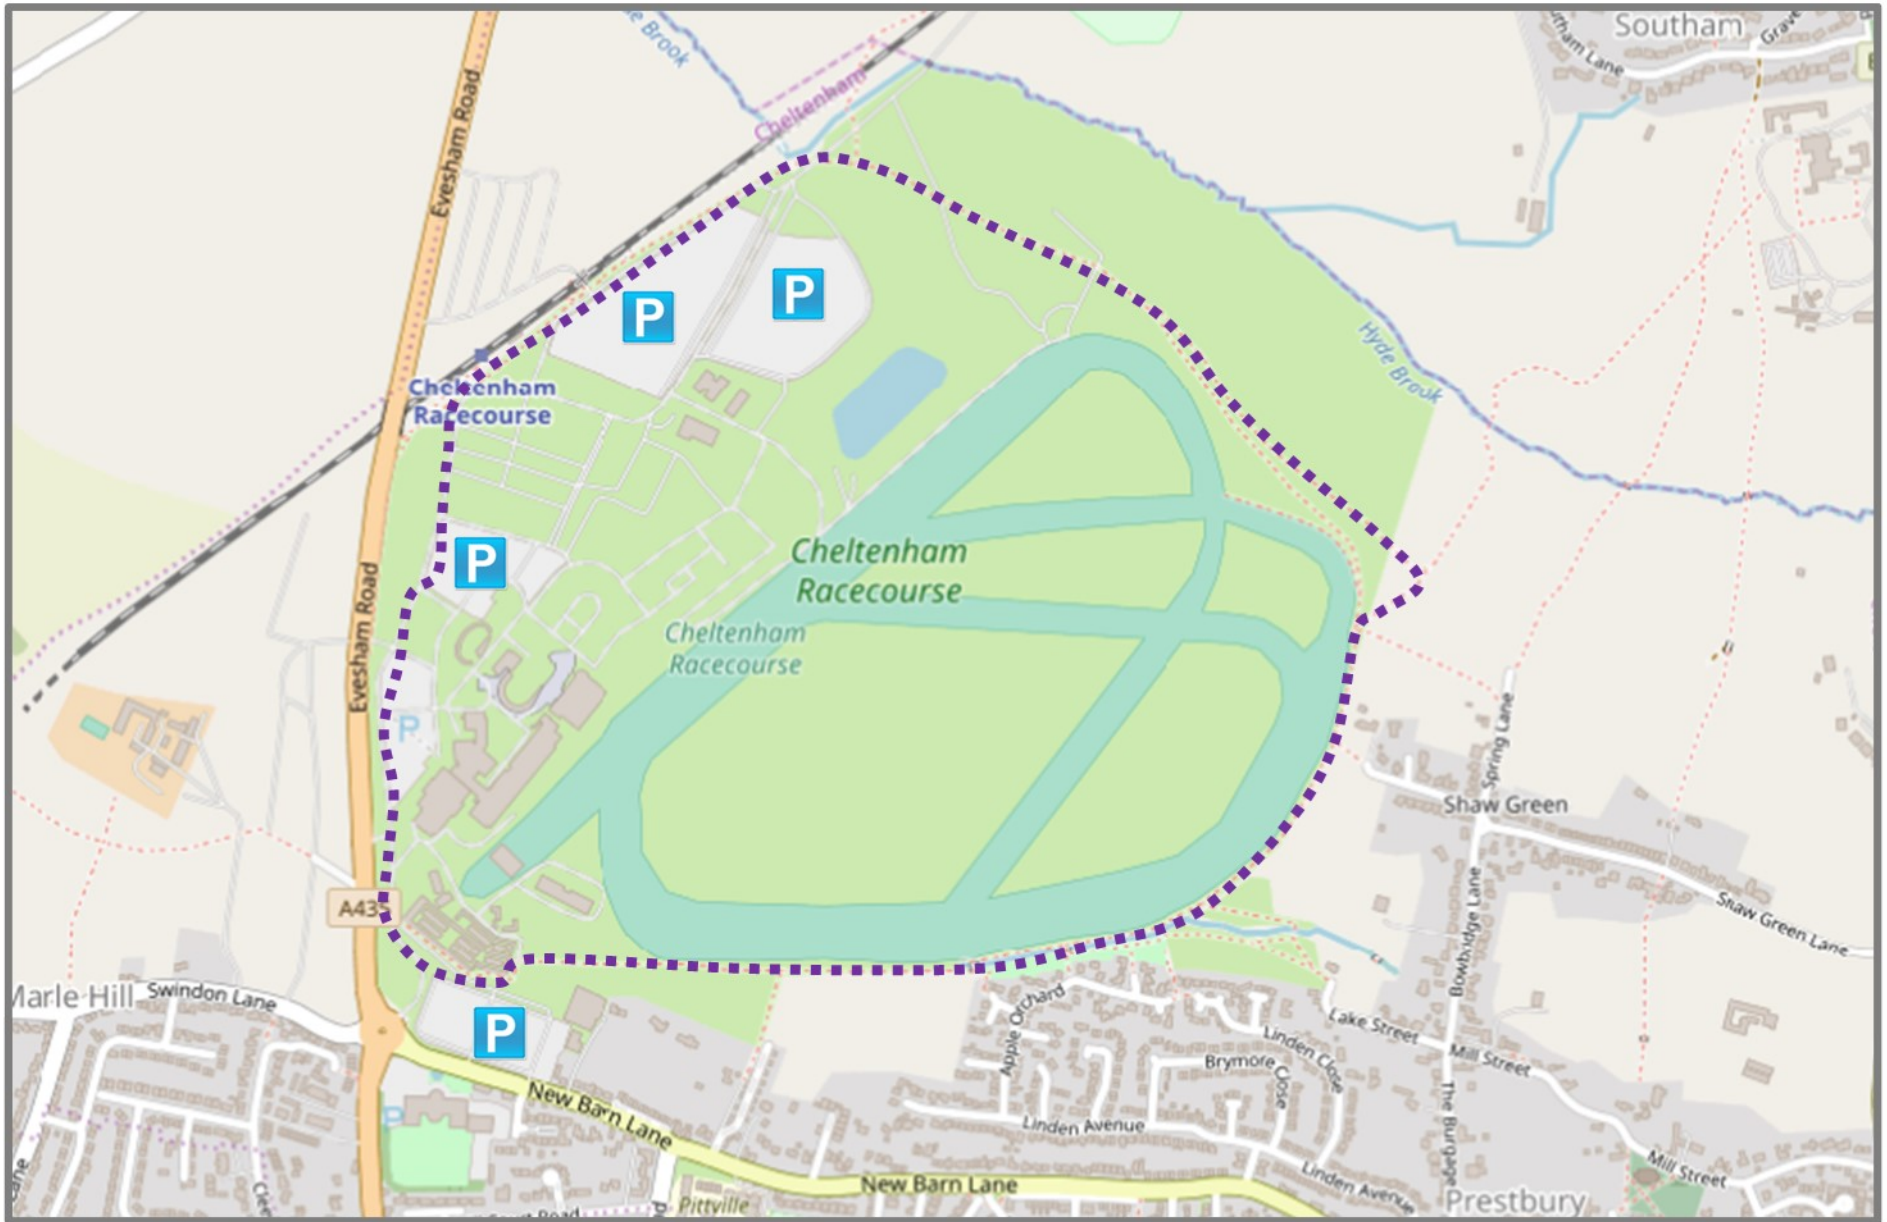 Southam
Southam Lane
Evesham Road
Cheltenham
P
P
Hyde Brook
Cheltenham
Racecourse
Cheltenham
Racecourse
P
Evesham Road
Cheltenham
Racecourse
P
Spring Lane
Shaw Green
A435
Shaw Green Lane
Bowbridge Lane
Marle Hill
Swindon Lane
P
Apple Orchard
Lake Street
Linden Close
Mill Street
Brymore Close
New Barn Lane
P
Linden Avenue
The Burgage
Mill Street
Linden Avenue
New Barn Lane
Pittville
Prestbury